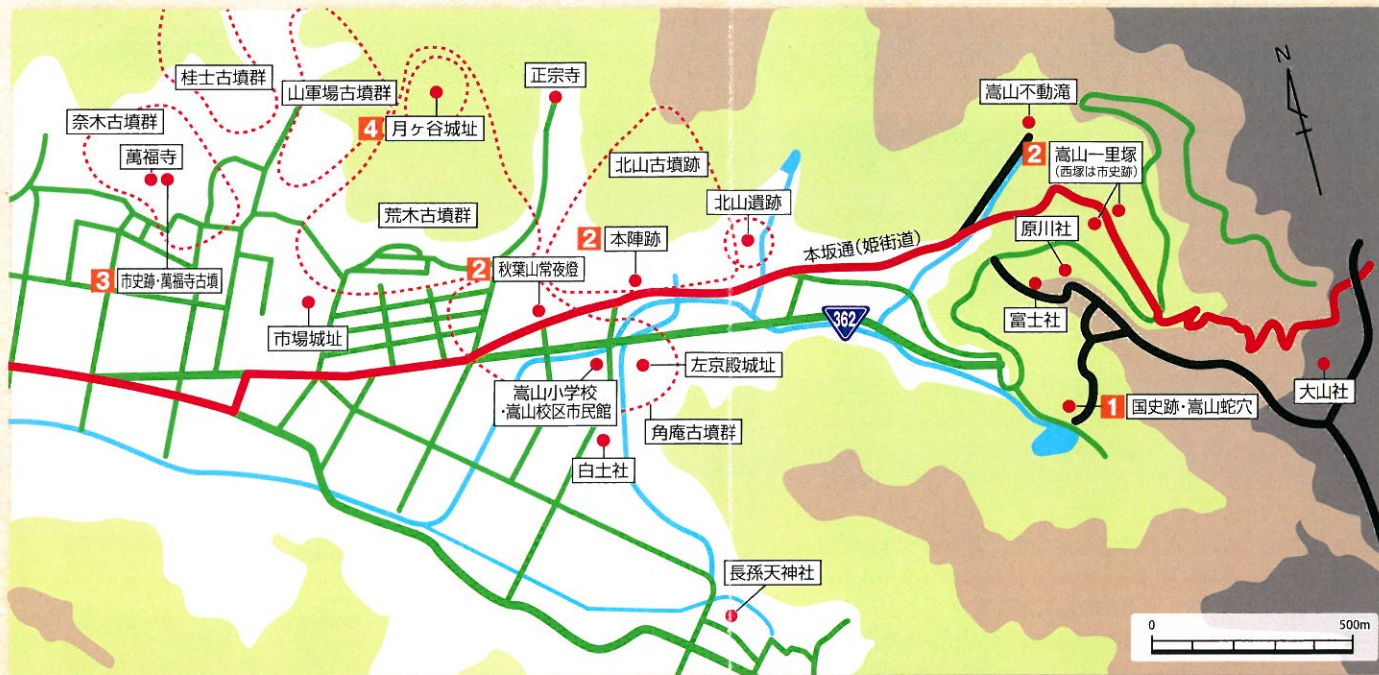 桂士古墳群
山軍場古墳群
正宗寺
N
嵩山不動滝
奈木古墳群
4 月ヶ谷城址
萬福寺
北山古墳跡
2 嵩山一里塚
(西塚は市史跡)
北山遺跡
荒木古墳群
原川社
2 本陣跡
本坂通(姫街道)
2 秋葉山常夜燈
3 市史跡・萬福寺古墳
362
富士社
市場城址
左京殿城址
大山社
嵩山小学校
・嵩山校区市民館
1 国史跡・嵩山蛇穴
角庵古墳群
白土社
長孫天神社
0 500m